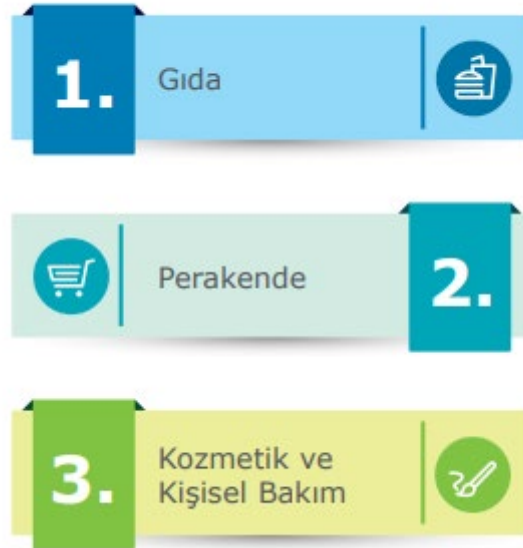 1. Gıda
Perakende 2.
3. Kozmetik ve
Kişisel Bakım